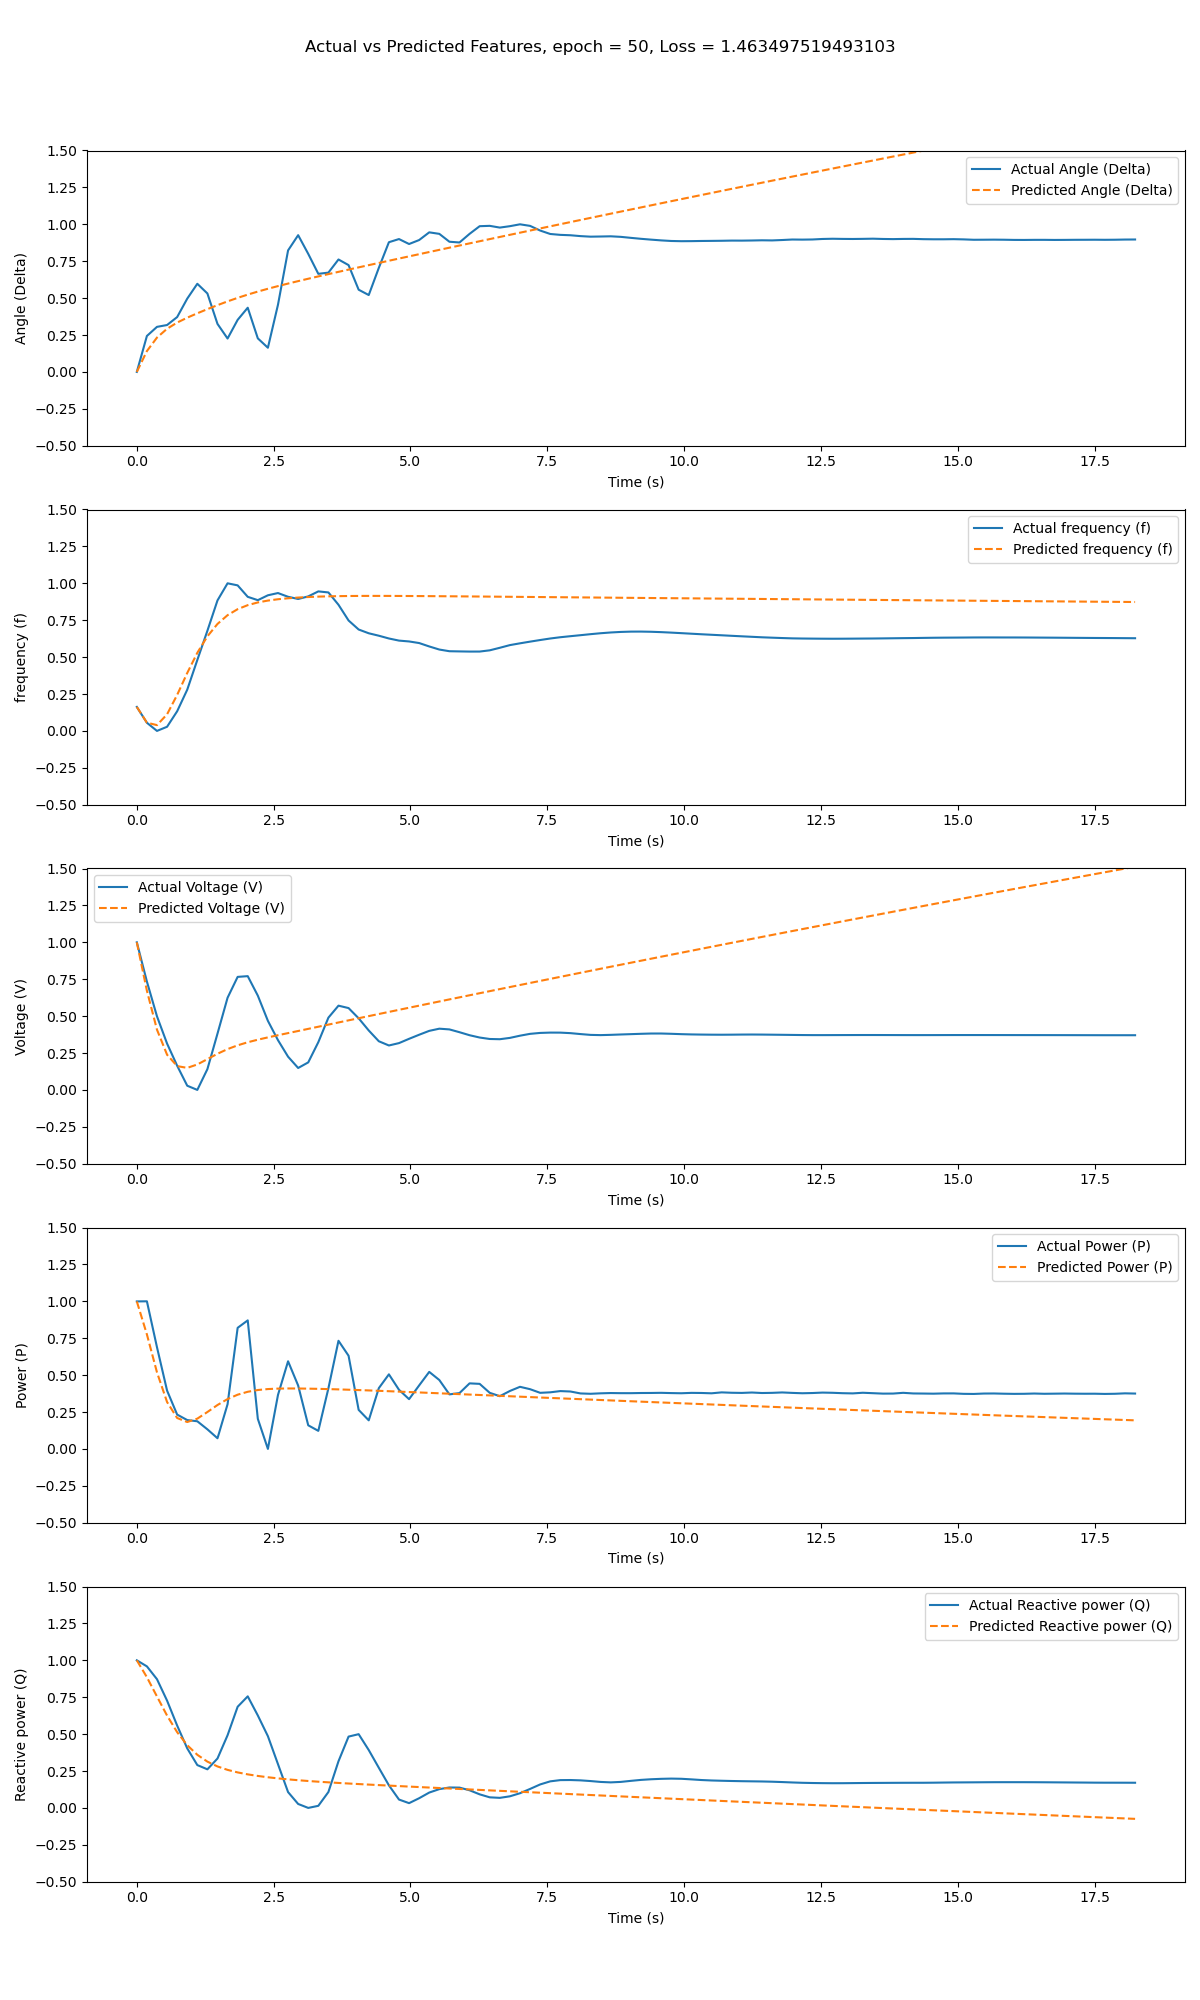 Actual vs Predicted Features, epoch = 50, Loss = 1.463497519493103
1.50
1.25
1.00
0.75
0.50
0.25
0.00
−0.25
−0.50
Angle (Delta)
Actual Angle (Delta)
Predicted Angle (Delta)
0.0 2.5 5.0 7.5 10.0 12.5 15.0 17.5
Time (s)
1.50
1.25
1.00
0.75
0.50
0.25
0.00
−0.25
−0.50
frequency (f)
Actual frequency (f)
Predicted frequency (f)
0.0 2.5 5.0 7.5 10.0 12.5 15.0 17.5
Time (s)
1.50
1.25
1.00
0.75
0.50
0.25
0.00
−0.25
−0.50
Voltage (V)
Actual Voltage (V)
Predicted Voltage (V)
0.0 2.5 5.0 7.5 10.0 12.5 15.0 17.5
Time (s)
1.50
1.25
1.00
0.75
0.50
0.25
0.00
−0.25
−0.50
Power (P)
Actual Power (P)
Predicted Power (P)
0.0 2.5 5.0 7.5 10.0 12.5 15.0 17.5
Time (s)
1.50
1.25
1.00
0.75
0.50
0.25
0.00
−0.25
−0.50
Reactive power (Q)
Actual Reactive power (Q)
Predicted Reactive power (Q)
0.0 2.5 5.0 7.5 10.0 12.5 15.0 17.5
Time (s)